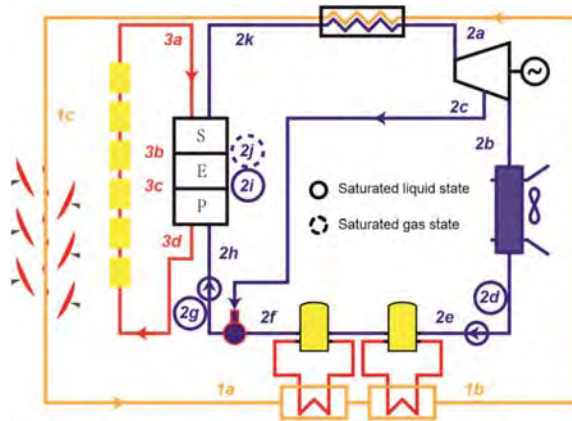 3a
2k
2a
1c
2c
S
2j
3b
2b
E
3c
2i
Saturated liquid state
P
Saturated gas state
3d
2h
2g
2f
2e
2d
1a
1b